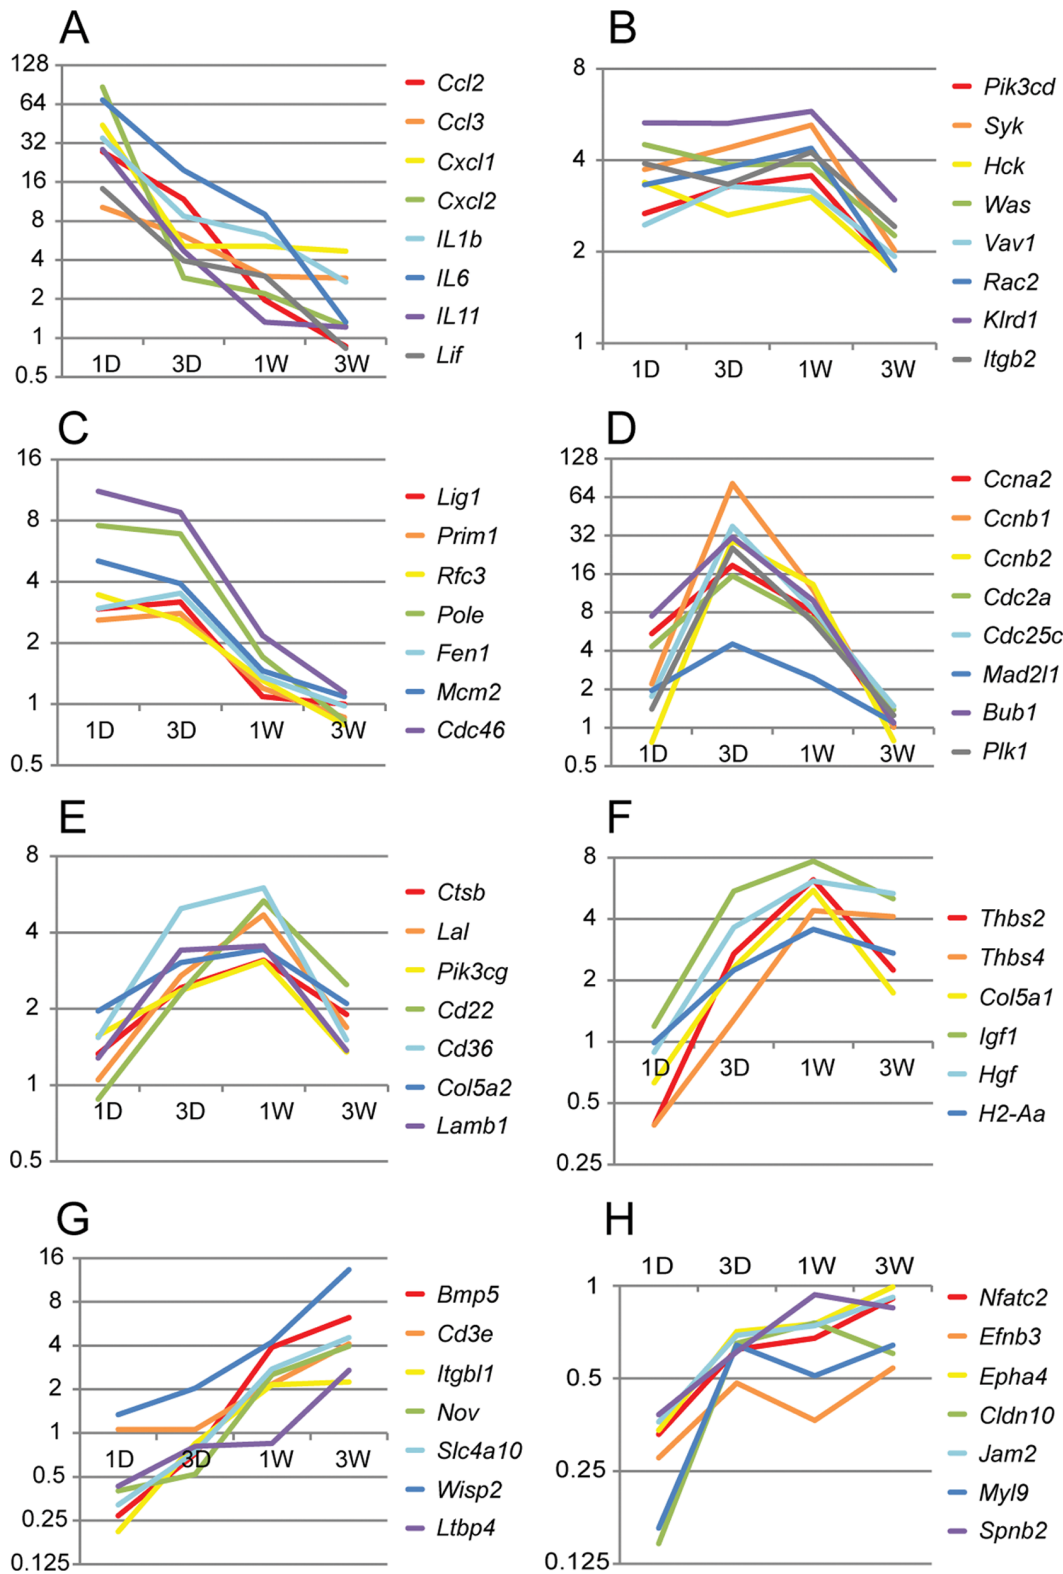 A
128
64
32
16
8
4
2
1
0.5
1D 3D 1W 3W
Ccl2
Ccl3
Cxcl1
Cxcl2
IL1b
IL6
IL11
Lif
B
8
4
2
1
1D 3D 1W 3W
Pik3cd
Syk
Hck
Was
Vav1
Rac2
Klrd1
Itgb2
C
16
8
4
2
1
0.5
1D 3D 1W 3W
Lig1
Prim1
Rfc3
Pole
Fen1
Mcm2
Cdc46
D
128
64
32
16
8
4
2
1
0.5
1D 3D 1W 3W
Ccna2
Ccnb1
Ccnb2
Cdc2a
Cdc25c
Mad2l1
Bub1
Plk1
E
8
4
2
1
0.5
1D 3D 1W 3W
Ctsb
Lal
Pik3cg
Cd22
Cd36
Col5a2
Lamb1
F
8
4
2
1
0.5
0.25
1D 3D 1W 3W
Thbs2
Thbs4
Col5a1
Igf1
Hgf
H2-Aa
G
16
8
4
2
1
0.5
0.25
0.125
1D 3D 1W 3W
Bmp5
Cd3e
Itgbl1
Nov
Slc4a10
Wisp2
Ltbp4
H
1D 3D 1W 3W
1
0.5
0.25
0.125
Nfatc2
Efnb3
Epha4
Cldn10
Jam2
Myl9
Spnb2